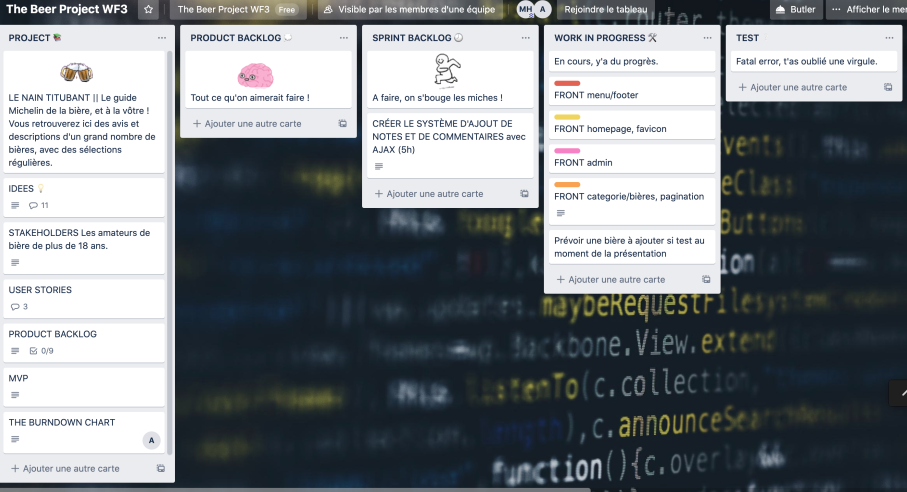 The Beer Project WF3
The Beer Project WF3 Free
Visible par les membres d'une équipe
MH
A
Rejoindre le tableau
Butler
Afficher le me
PROJECT
LE NAIN TITUBANT || Le guide
Michelin de la bière, et à la vôtre !
Vous retrouverez ici des avis et
descriptions d'un grand nombre de
bières, avec des sélections
régulières.
IDEES
11
STAKEHOLDERS Les amateurs de
bière de plus de 18 ans.
USER STORIES
3
PRODUCT BACKLOG
0/9
MVP
THE BURNDOWN CHART
A
+ Ajouter une autre carte
PRODUCT BACKLOG
Tout ce qu'on aimerait faire !
+ Ajouter une autre carte
SPRINT BACKLOG
A faire, on s'bouge les miches !
CRÉER LE SYSTÈME D'AJOUT DE
NOTES ET DE COMMENTAIRES avec
AJAX (5h)
+ Ajouter une autre carte
WORK IN PROGRESS
En cours, y'a du progrès.
FRONT menu/footer
FRONT homepage, favicon
FRONT admin
FRONT categorie/bières, pagination
Prévoir une bière à ajouter si test au
moment de la présentation
+ Ajouter une autre carte
TEST
Fatal error, t'as oublié une virgule.
+ Ajouter une autre carte
maybeRequestFilesystem
Backbone.View.extend
listenTo(c.collection,
),c.announceSearch
function(){c.overlay